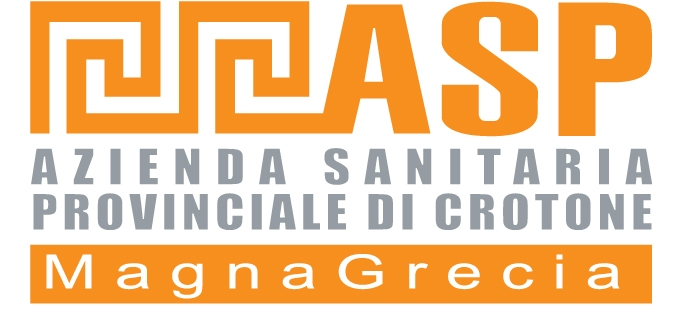 ASP
AZIENDA SANITARIA
PROVINCIALE DI CROTONE
MagnaGrecia